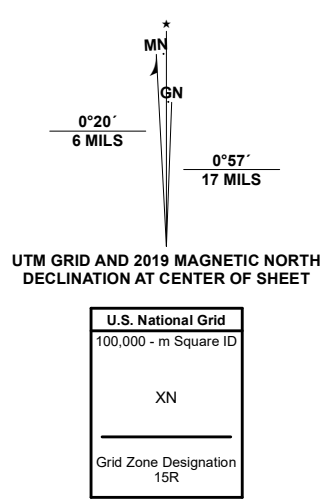 MN
GN
0°20´
6 MILS
0°57´
17 MILS
UTM GRID AND 2019 MAGNETIC NORTH
DECLINATION AT CENTER OF SHEET
U.S. National Grid
100,000 - m Square ID
XN
Grid Zone Designation
15R